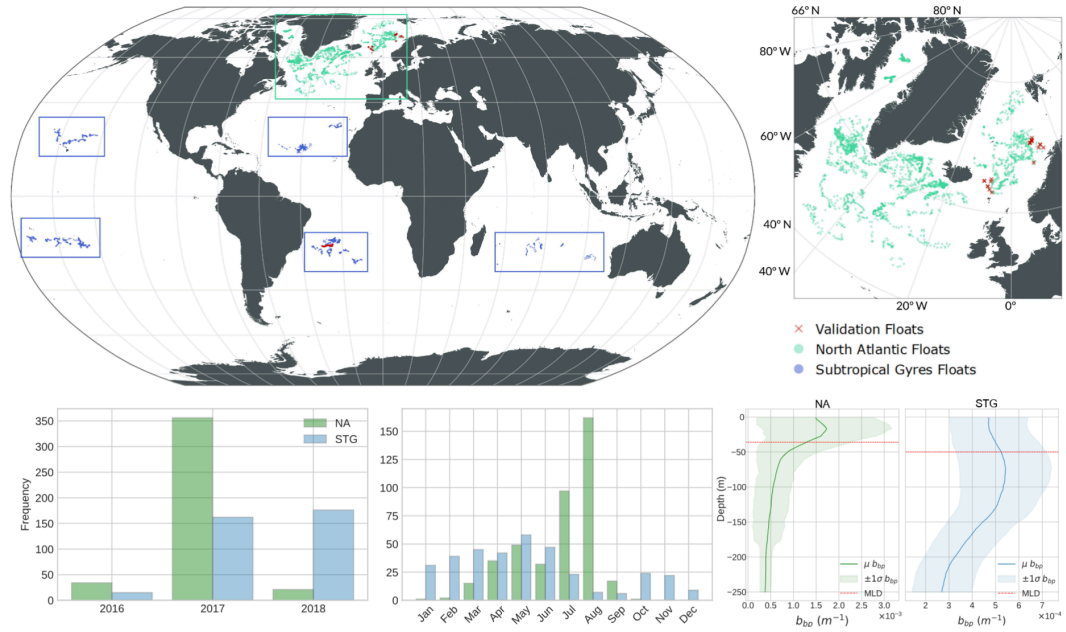 66°N
80°N
80°W
60°W
40°N
40°W
20°W
0°
Validation Floats
North Atlantic Floats
Subtropical Gyres Floats
Frequency
350
300
250
200
150
100
50
0
2016
2017
2018
NA
STG
150
125
100
75
50
25
0
Jan
Feb
Mar
Apr
May
Jun
Jul
Aug
Sep
Oct
Nov
Dec
NA
Depth (m)
0
−50
−100
−150
−200
−250
μ b_bp
±1σ b_bp
MLD
0.0 0.5 1.0 1.5 2.0 2.5 3.0
×10⁻³
b_bp (m⁻¹)
STG
μ b_bp
±1σ b_bp
MLD
2 3 4 5 6 7
×10⁻⁴
b_bp (m⁻¹)